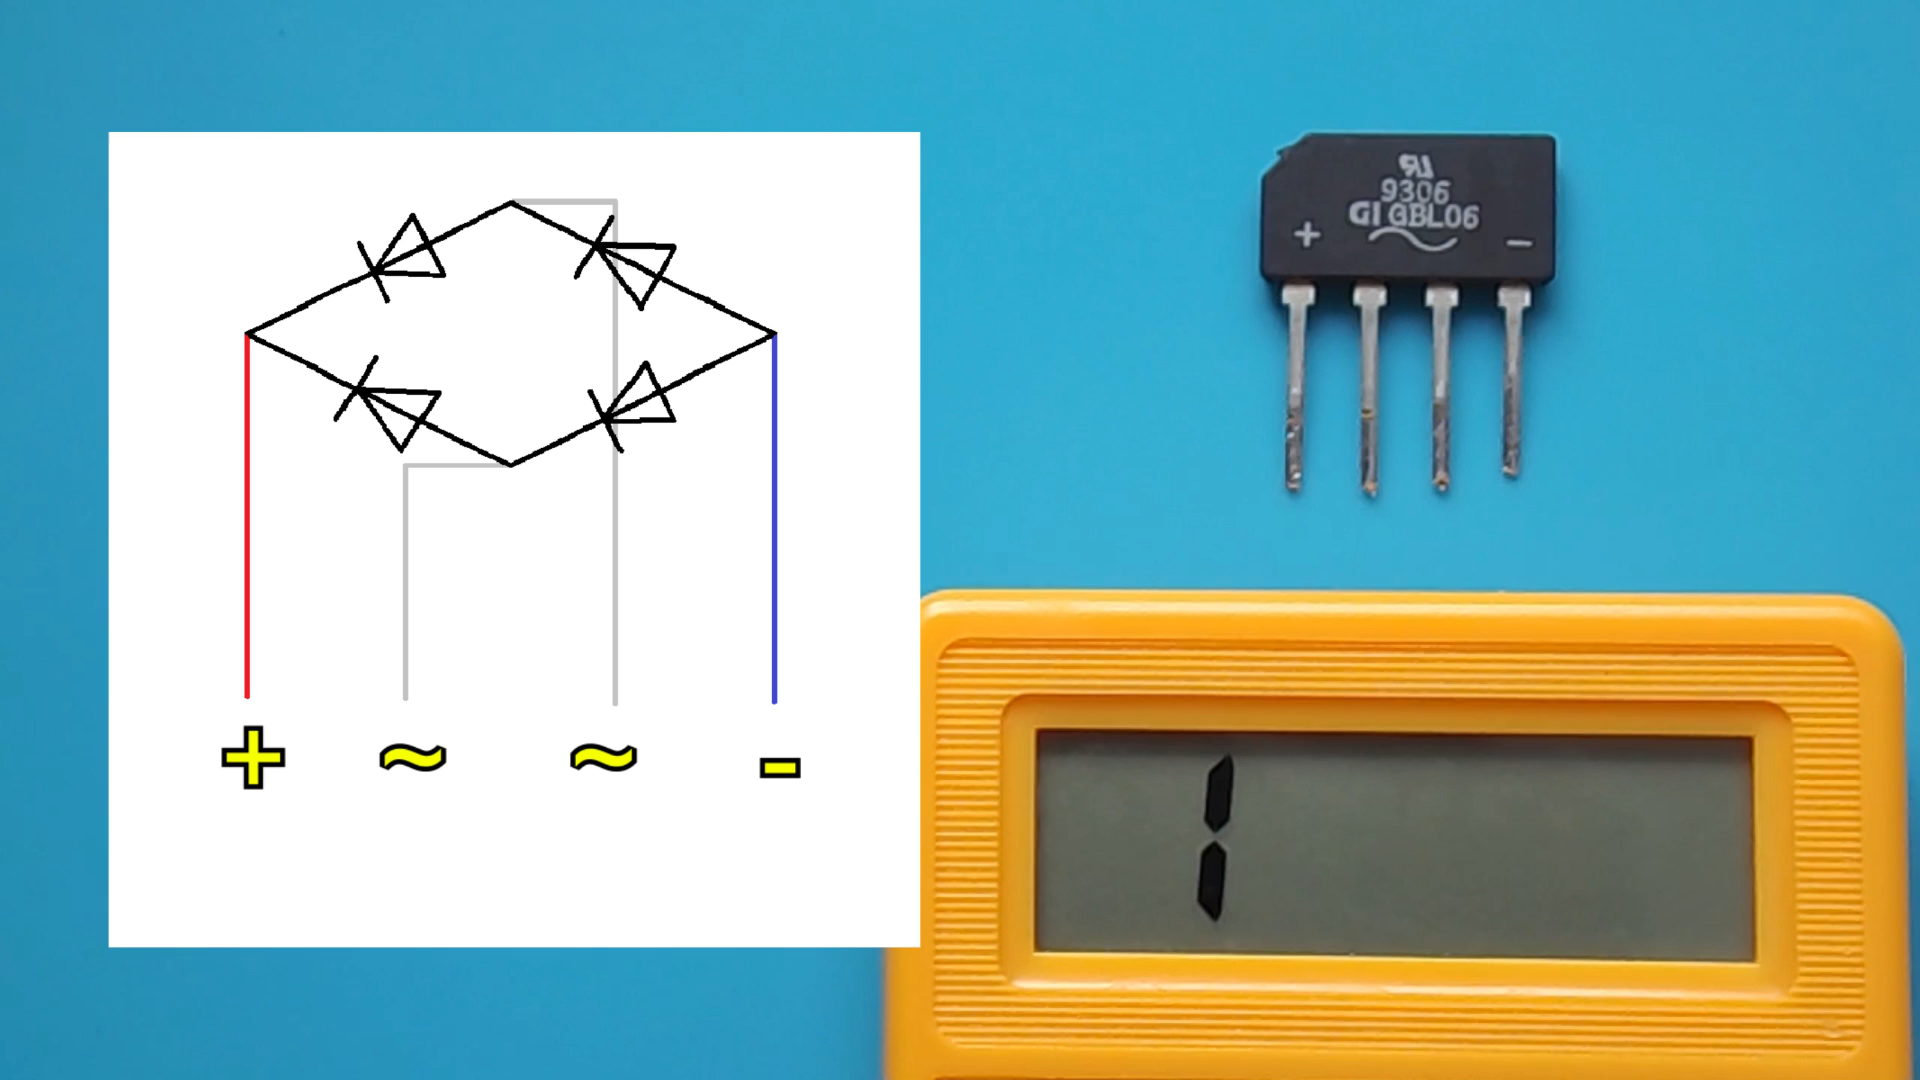 9306
GI GBL06
+ ~ −
+ ~ ~ -
1